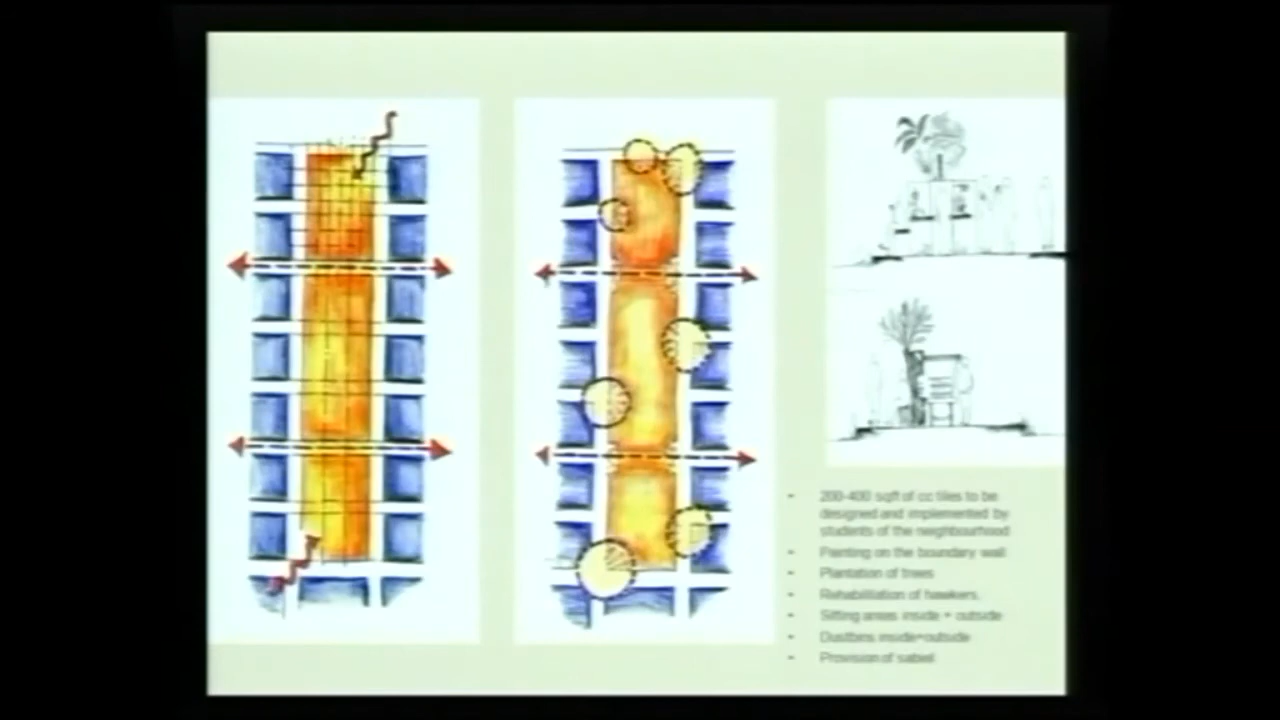 • 200-400 sqft of cc tiles to be
designed and implemented by
students of the neighbourhood
• Painting on the boundary wall
• Plantation of trees
• Rehabilitation of hawkers.
• Sitting areas inside + outside
• Dustbins inside+outside
• Provision of sabeel